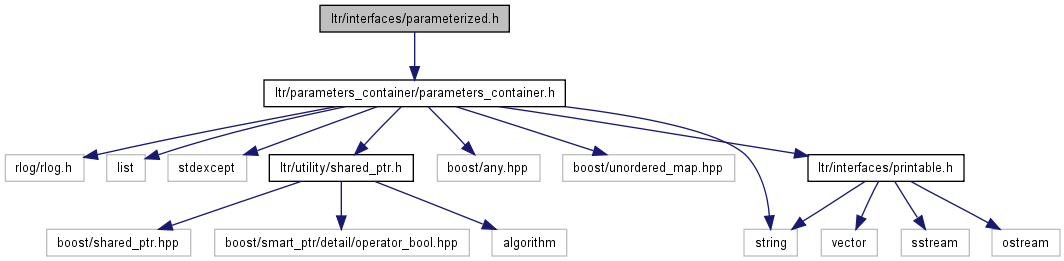 ltr/interfaces/parameterized.h
ltr/parameters_container/parameters_container.h
rlog/rlog.h
list
stdexcept
ltr/utility/shared_ptr.h
boost/any.hpp
boost/unordered_map.hpp
ltr/interfaces/printable.h
boost/shared_ptr.hpp
boost/smart_ptr/detail/operator_bool.hpp
algorithm
string
vector
sstream
ostream